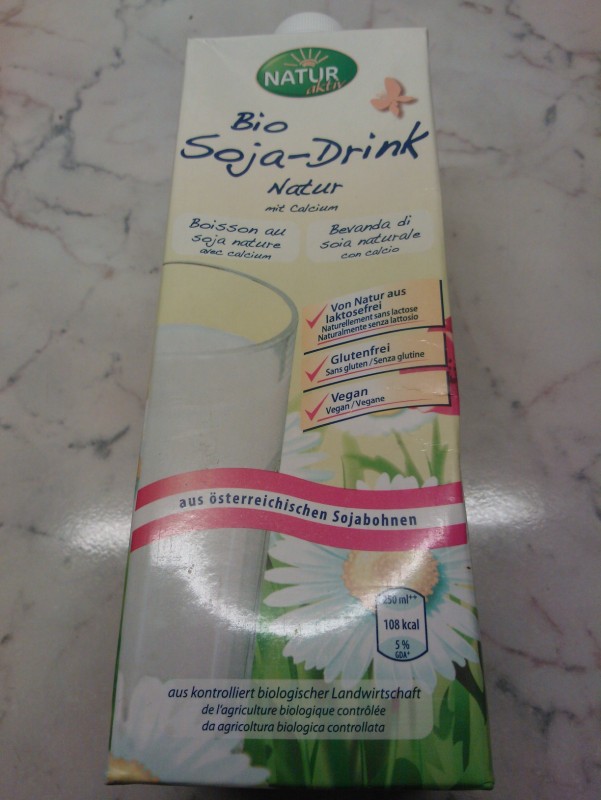 NATUR
aktiv
Bio
Soja-Drink
Natur
mit Calcium
Boisson au
soja nature
avec calcium
Bevanda di
soia naturale
con calcio
Von Natur aus
laktosefrei
Naturellement sans lactose
Naturalmente senza lattosio
Glutenfrei
Sans gluten / Senza glutine
Vegan
Vegan / Vegane
aus österreichischen Sojabohnen
250 ml**
108 kcal
5 %
GDA*
aus kontrolliert biologischer Landwirtschaft
de l'agriculture biologique contrôlée
da agricoltura biologica controllata